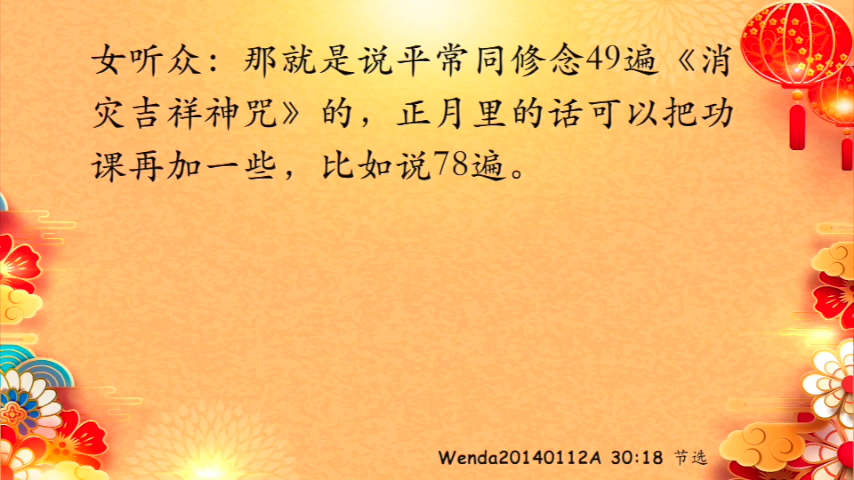 女听众：那就是说平常同修念49遍《消
灾吉祥神咒》的，正月里的话可以把功
课再加一些，比如说78遍。
Wenda20140112A 30:18 节选